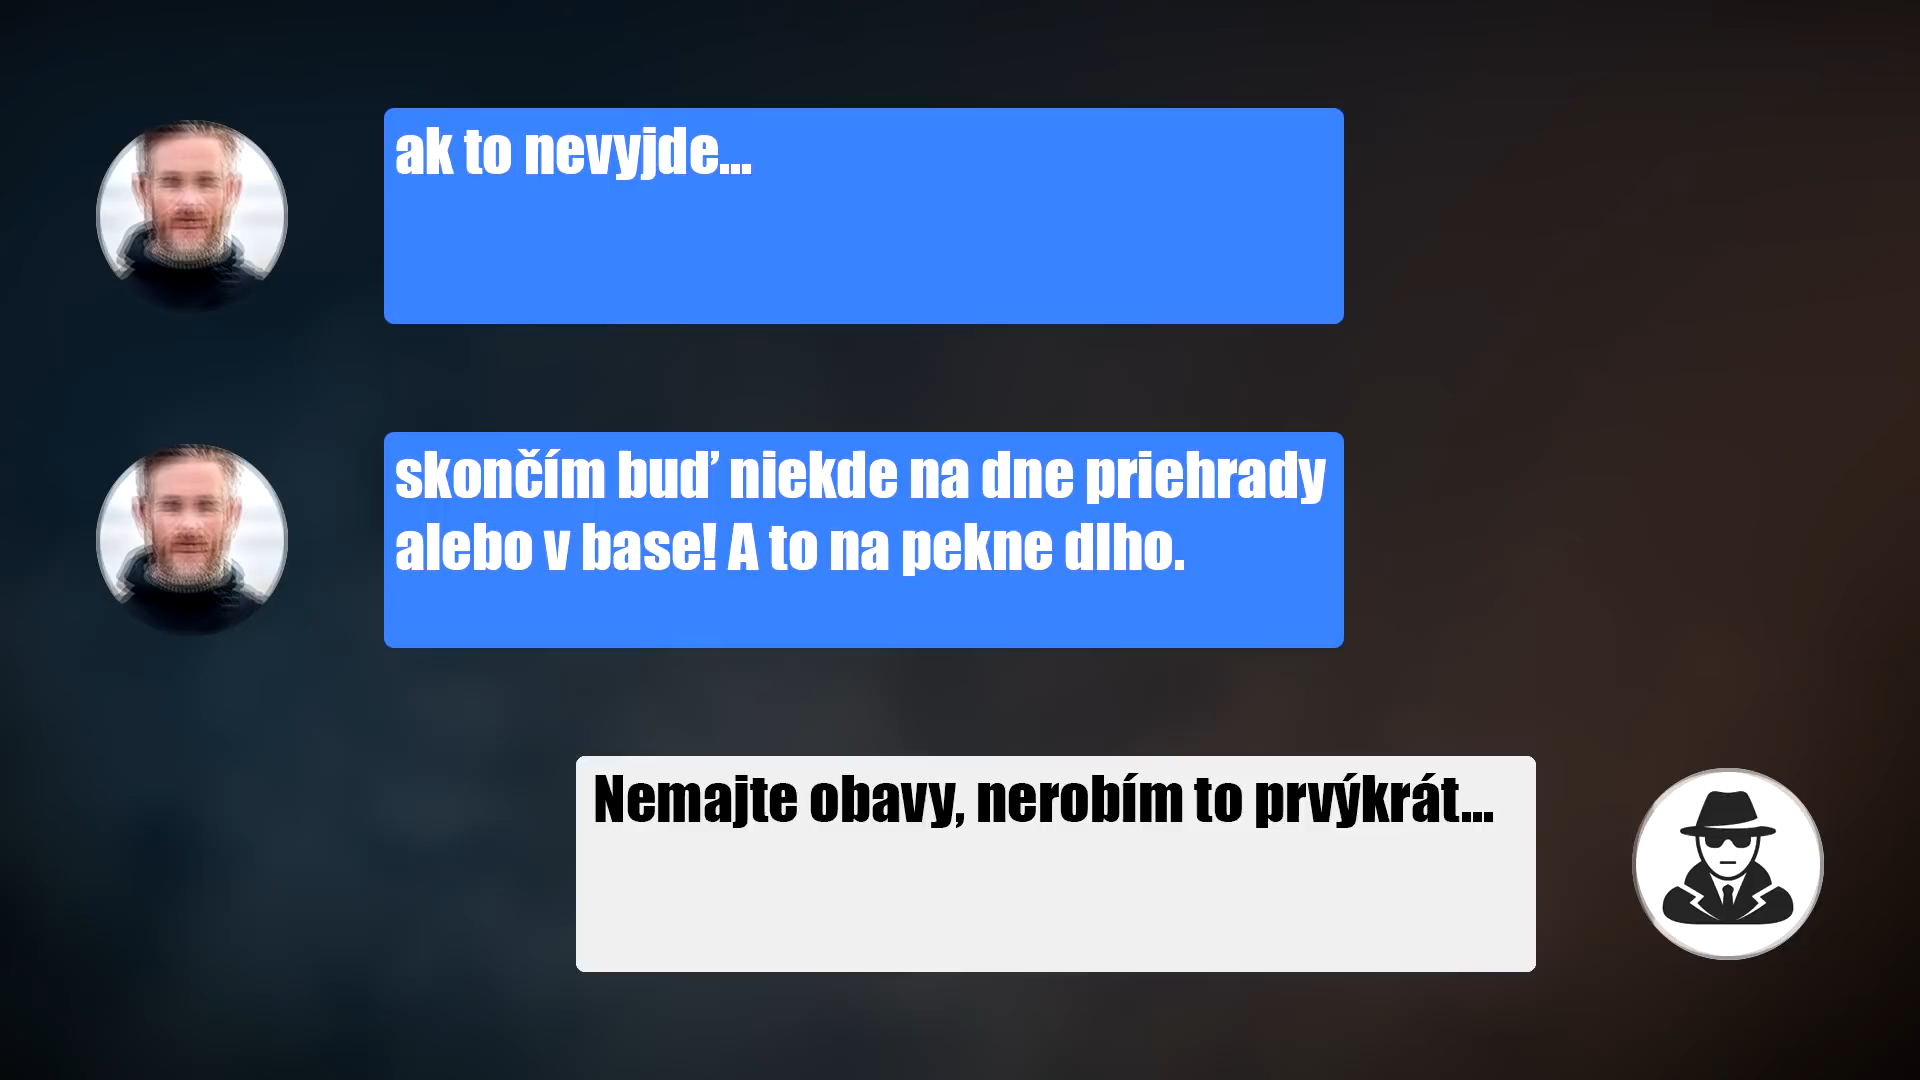 ak to nevyjde...
skončím buď niekde na dne priehrady
alebo v base! A to na pekne dlho.
Nemajte obavy, nerobím to prvýkrát...